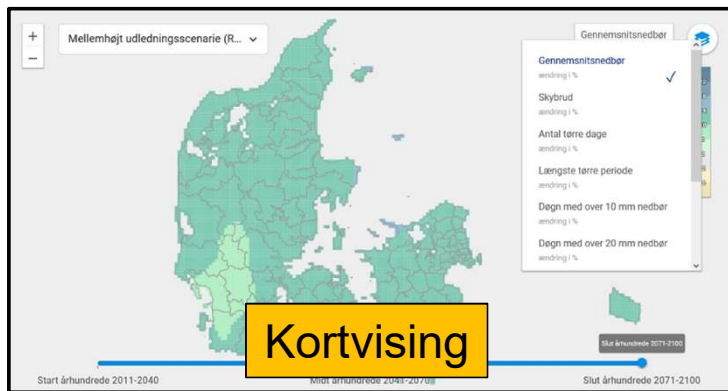 +
Mellemhøjt udledningsscenarie (R...
−
Gennemsnitsnedbør
Gennemsnitsnedbør
ændring i %
Skybrud
ændring i %
Antal tørre dage
ændring i %
Længste tørre periode
ændring i %
Døgn med over 10 mm nedbør
ændring i %
Døgn med over 20 mm nedbør
ændring i %
Kortvising
Slut århundrede 2071-2100
Start århundrede 2011-2040
Midt århundrede 2041-2070
Slut århundrede 2071-2100